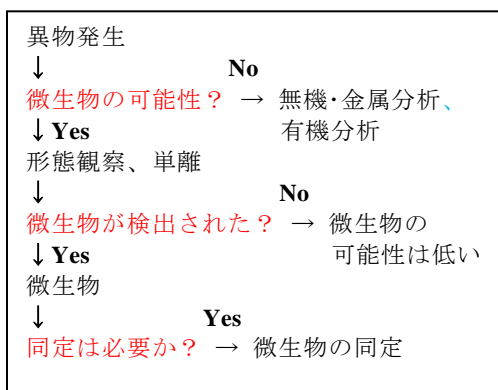 異物発生
↓ No
微生物の可能性？ → 無機・金属分析、
↓ Yes 有機分析
形態観察、単離
↓ No
微生物が検出された？ → 微生物の
↓ Yes 可能性は低い
微生物
↓ Yes
同定は必要か？ → 微生物の同定